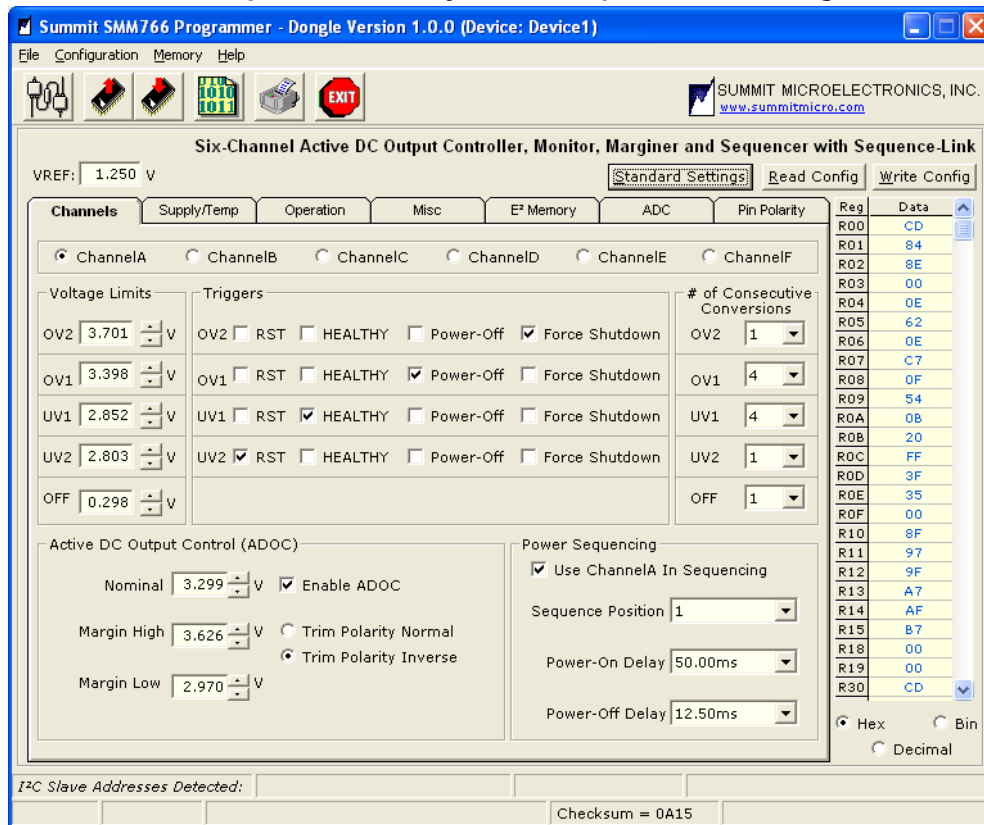 Summit SMM766 Programmer - Dongle Version 1.0.0 (Device: Device1)
File Configuration Memory Help
1010
1011
EXIT
SUMMIT MICROELECTRONICS, INC.
www.summitmicro.com
Six-Channel Active DC Output Controller, Monitor, Marginer and Sequencer with Sequence-Link
VREF: 1.250 V
Standard Settings Read Config Write Config
Channels Supply/Temp Operation Misc E² Memory ADC Pin Polarity
ChannelA ChannelB ChannelC ChannelD ChannelE ChannelF
Voltage Limits
OV2 3.701 V
OV1 3.398 V
UV1 2.852 V
UV2 2.803 V
OFF 0.298 V
Triggers
OV2 RST HEALTHY Power-Off Force Shutdown
OV1 RST HEALTHY Power-Off Force Shutdown
UV1 RST HEALTHY Power-Off Force Shutdown
UV2 RST HEALTHY Power-Off Force Shutdown
# of Consecutive
Conversions
OV2 1
OV1 4
UV1 4
UV2 1
OFF 1
Active DC Output Control (ADOC)
Nominal 3.299 V Enable ADOC
Margin High 3.626 V Trim Polarity Normal
Trim Polarity Inverse
Margin Low 2.970 V
Power Sequencing
Use ChannelA In Sequencing
Sequence Position 1
Power-On Delay 50.00ms
Power-Off Delay 12.50ms
Reg Data
R00 CD
R01 84
R02 8E
R03 00
R04 0E
R05 62
R06 0E
R07 C7
R08 0F
R09 54
R0A 0B
R0B 20
R0C FF
R0D 3F
R0E 35
R0F 00
R10 8F
R11 97
R12 9F
R13 A7
R14 AF
R15 B7
R18 00
R19 00
R30 CD
Hex Bin
Decimal
I²C Slave Addresses Detected:
Checksum = 0A15